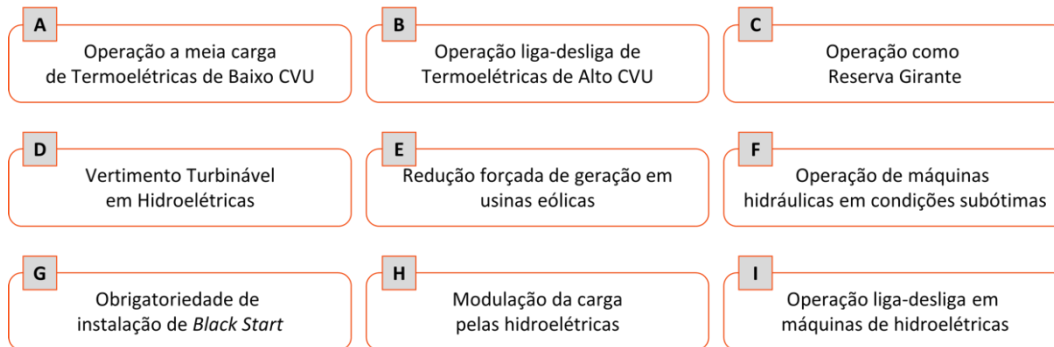 A
Operação a meia carga
de Termoelétricas de Baixo CVU
B
Operação liga-desliga de
Termoelétricas de Alto CVU
C
Operação como
Reserva Girante
D
Vertimento Turbinável
em Hidroelétricas
E
Redução forçada de geração em
usinas eólicas
F
Operação de máquinas
hidráulicas em condições subótimas
G
Obrigatoriedade de
instalação de Black Start
H
Modulação da carga
pelas hidroelétricas
I
Operação liga-desliga em
máquinas de hidroelétricas